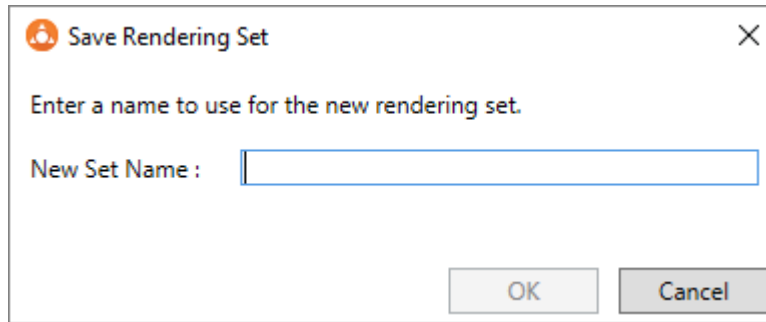 Save Rendering Set
Enter a name to use for the new rendering set.
New Set Name :
OK
Cancel